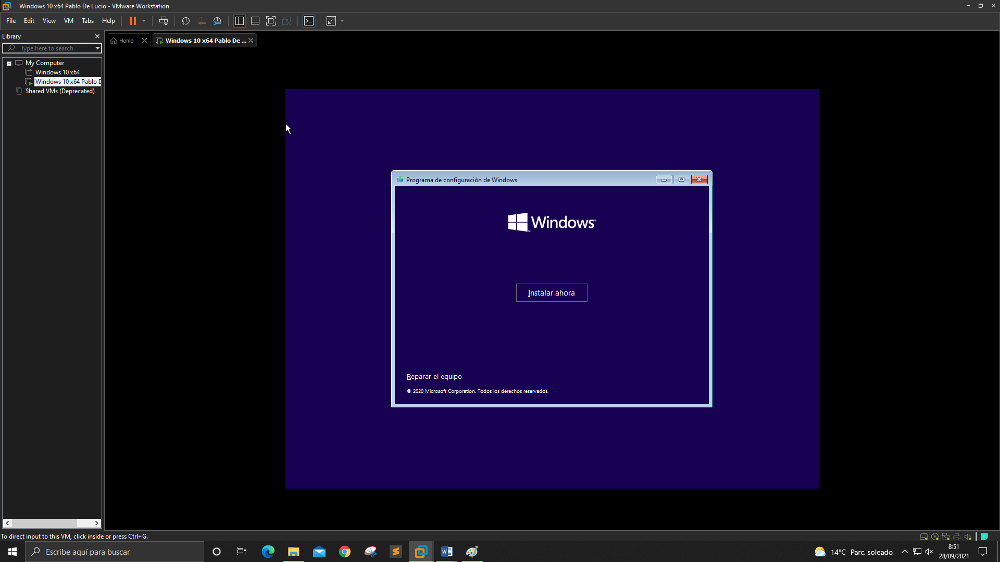 Windows 10 x64 Pablo De Lucio - VMware Workstation
File Edit View VM Tabs Help
Library
Home
Windows 10 x64 Pablo De ...
Type here to search
My Computer
Windows 10 x64
Windows 10 x64 Pablo D
Shared VMs (Deprecated)
Programa de configuración de Windows
Windows
Instalar ahora
Reparar el equipo
© 2020 Microsoft Corporation. Todos los derechos reservados.
To direct input to this VM, click inside or press Ctrl+G.
Escribe aquí para buscar
14°C Parc. soleado
8:51
28/09/2021